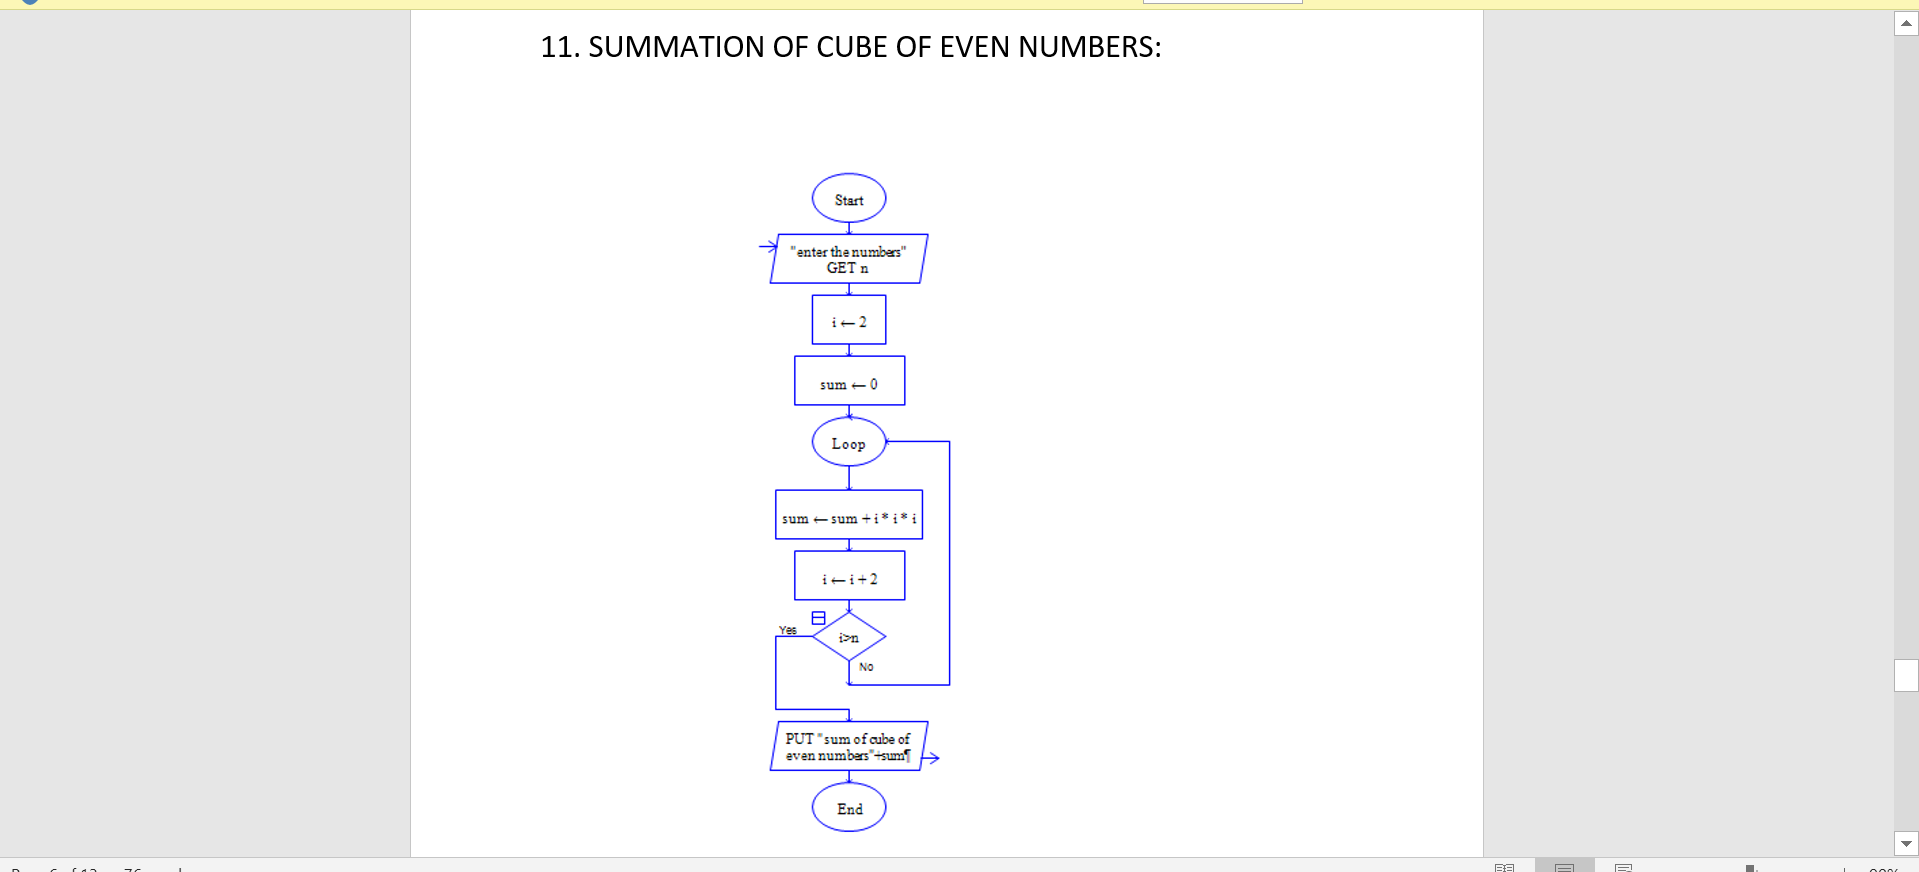 11. SUMMATION OF CUBE OF EVEN NUMBERS:
Start
"enter the numbers"
GET n
i ← 2
sum ← 0
Loop
sum ← sum + i * i * i
i ← i + 2
Yes
i>n
No
PUT "sum of cube of
even numbers"+sum¶
End